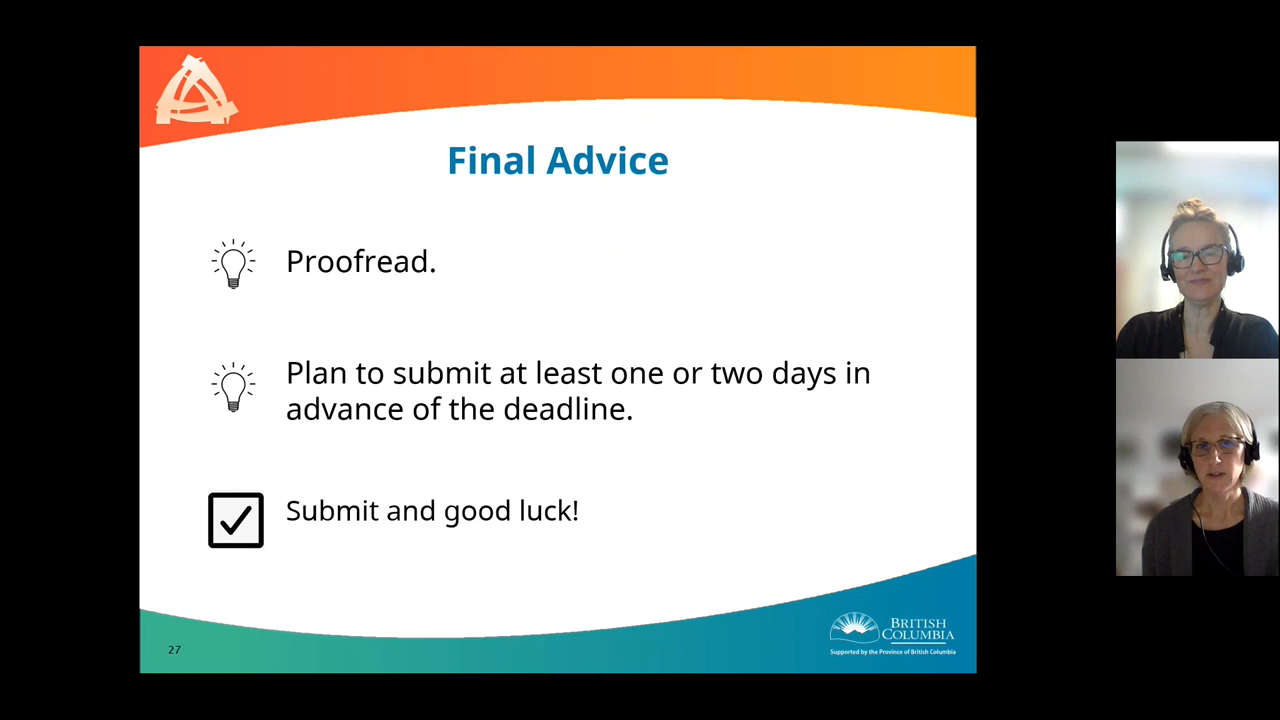 Final Advice
Proofread.
Plan to submit at least one or two days in
advance of the deadline.
Submit and good luck!
27
BRITISH
COLUMBIA
Supported by the Province of British Columbia